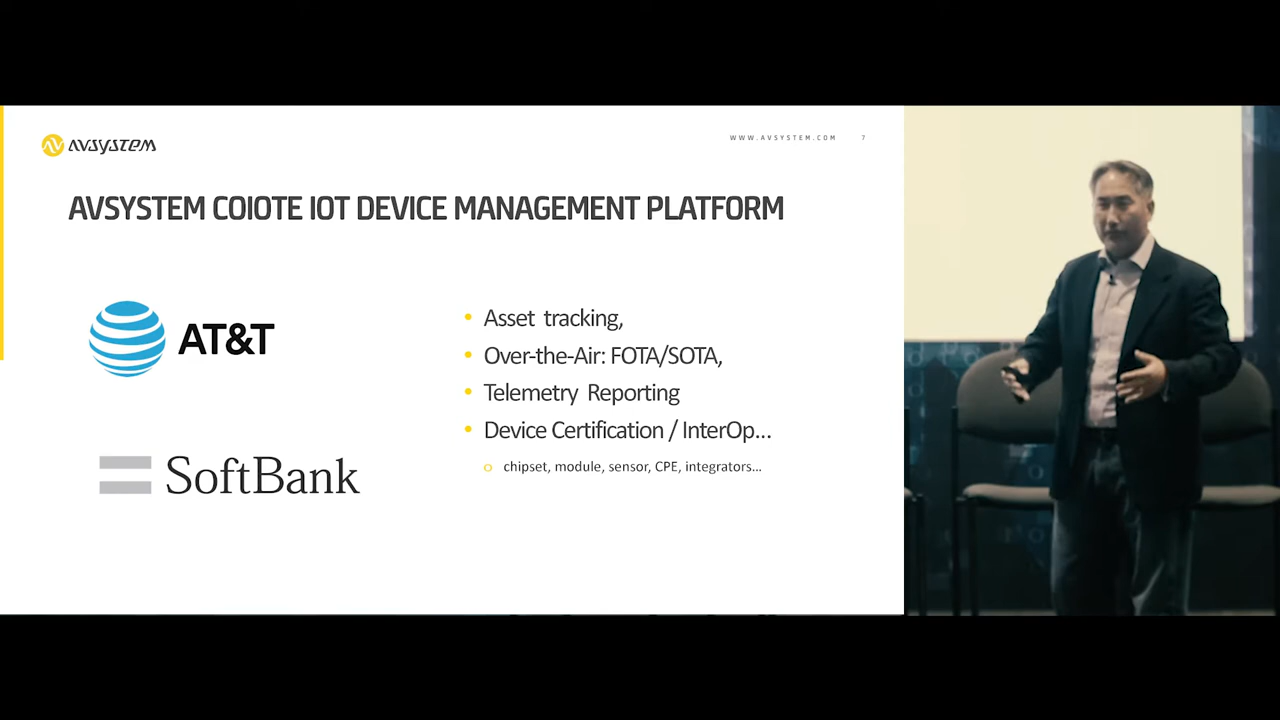 AVSYSTEM
WWW.AVSYSTEM.COM 7
AVSYSTEM COIOTE IOT DEVICE MANAGEMENT PLATFORM
AT&T
SoftBank
Asset tracking,
Over-the-Air: FOTA/SOTA,
Telemetry Reporting
Device Certification / InterOp...
chipset, module, sensor, CPE, integrators...